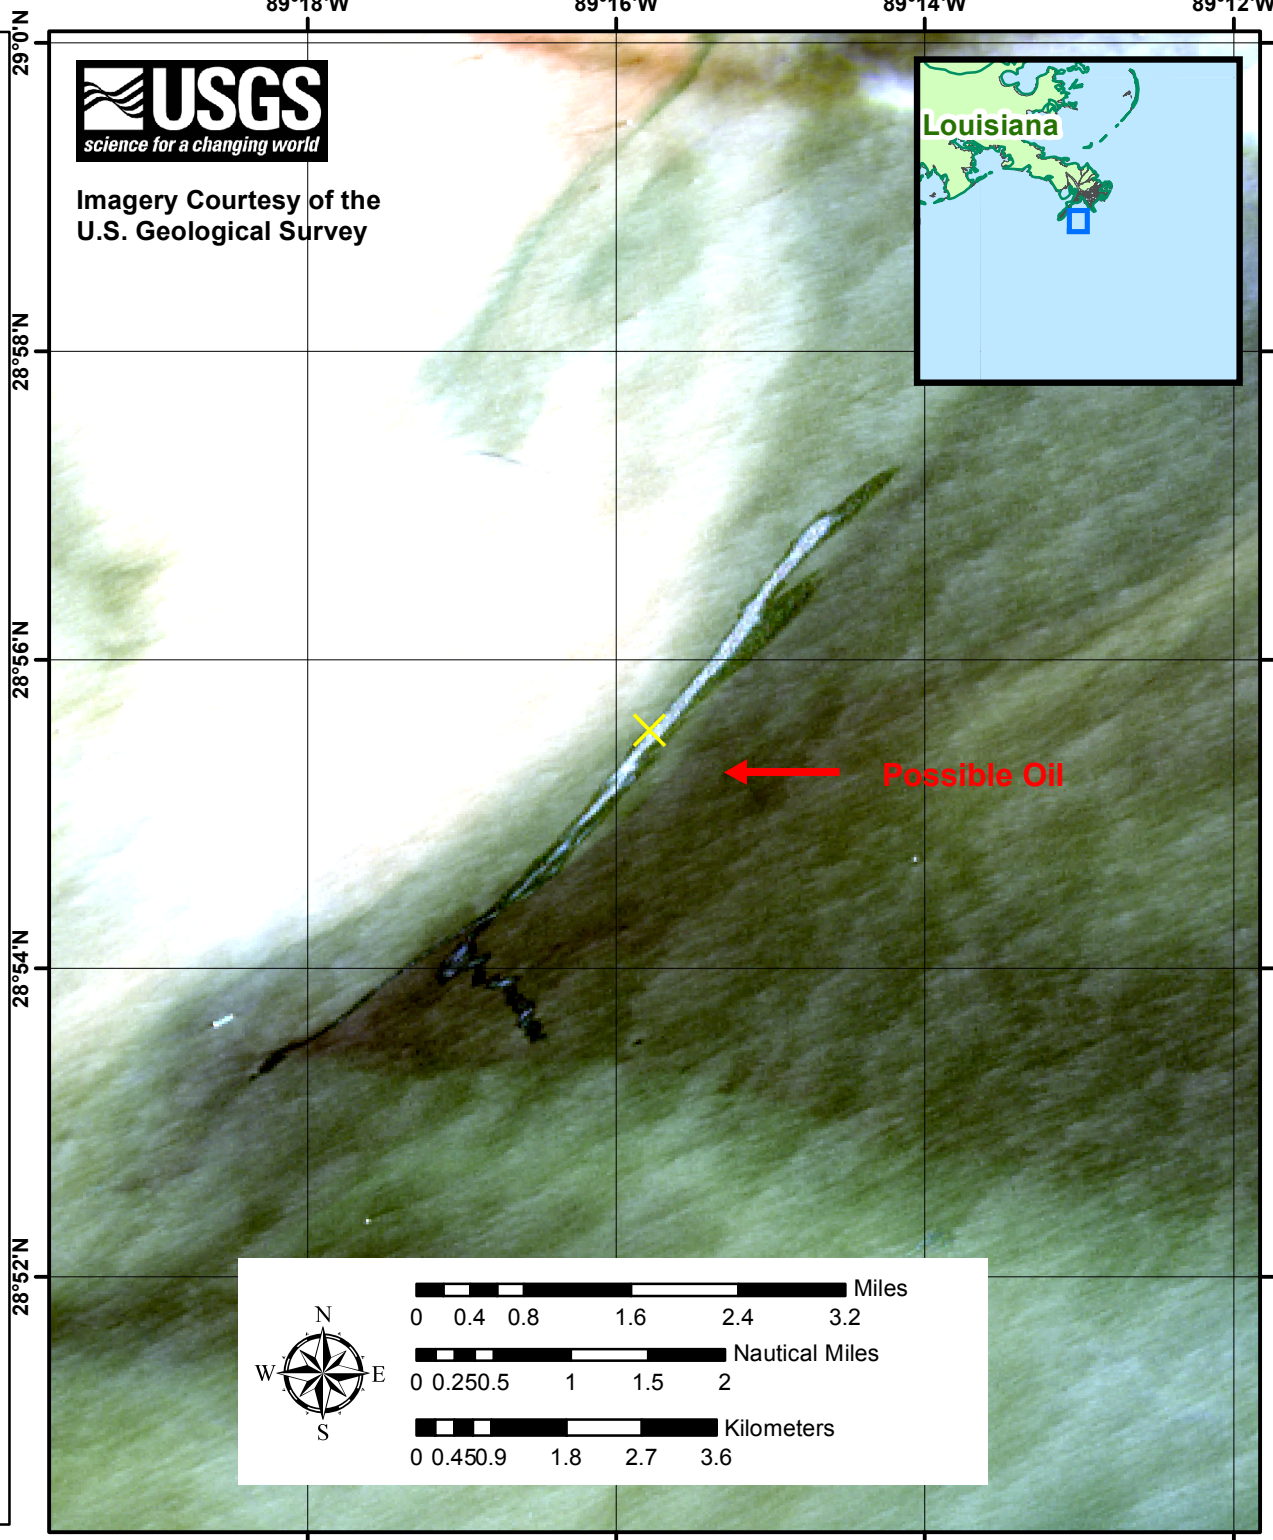 89°18'W 89°16'W 89°14'W 89°12'W
29°0'N
USGS
science for a changing world
Imagery Courtesy of the
U.S. Geological Survey
Louisiana
28°58'N
28°56'N
Possible Oil
28°54'N
28°52'N
Miles
0 0.4 0.8 1.6 2.4 3.2
Nautical Miles
0 0.25 0.5 1 1.5 2
Kilometers
0 0.45 0.9 1.8 2.7 3.6
N
W E
S